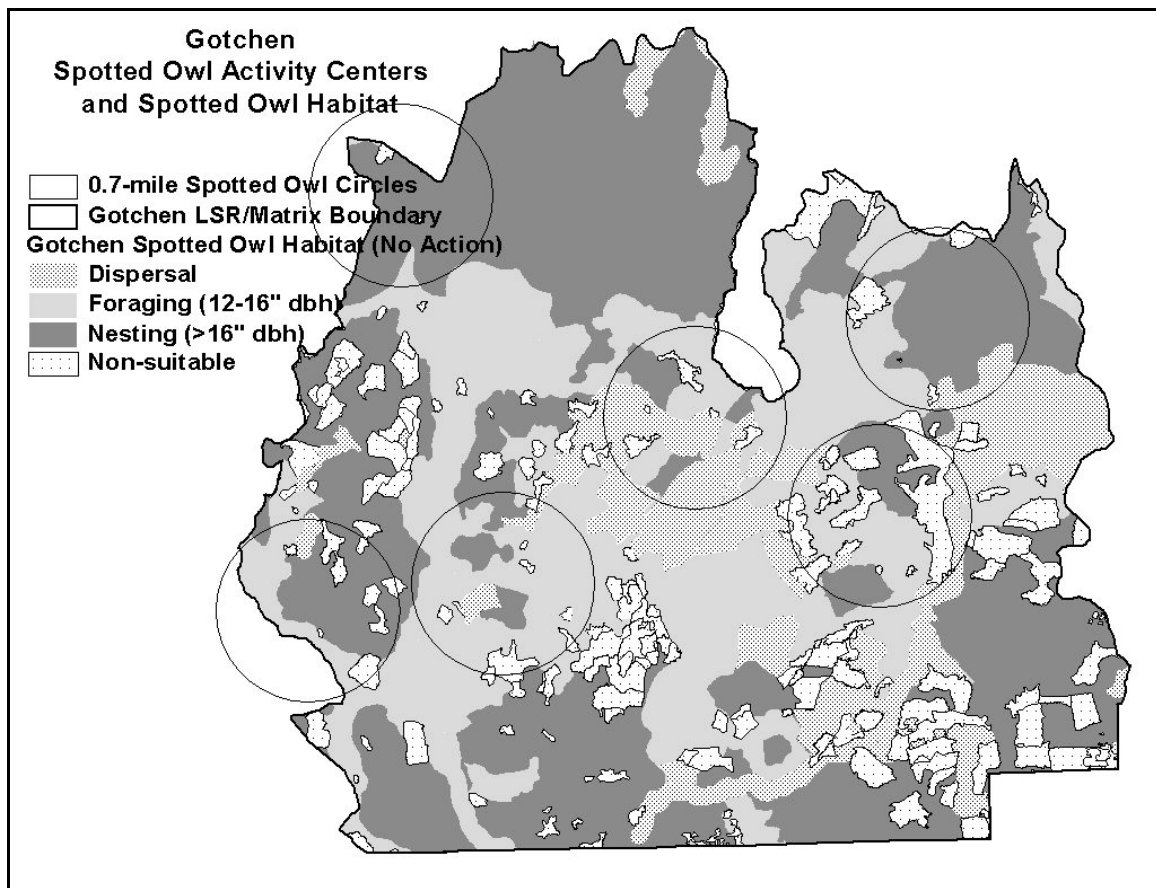 Gotchen
Spotted Owl Activity Centers
and Spotted Owl Habitat
0.7-mile Spotted Owl Circles
Gotchen LSR/Matrix Boundary
Gotchen Spotted Owl Habitat (No Action)
Dispersal
Foraging (12-16" dbh)
Nesting (>16" dbh)
Non-suitable